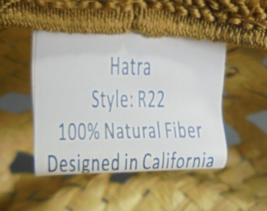 Hatra
Style: R22
100% Natural Fiber
Designed in California